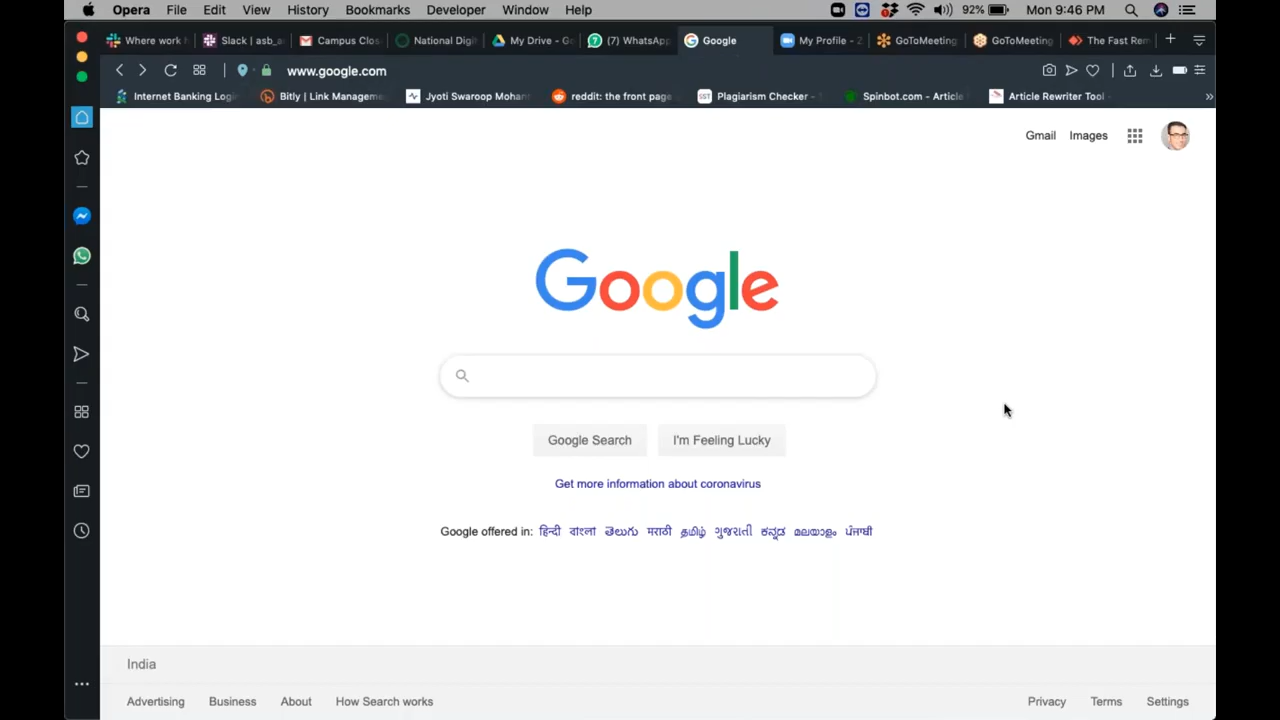 Opera File Edit View History Bookmarks Developer Window Help 92% Mon 9:46 PM
Where work Slack | asb_a Campus Clos National Digi My Drive - Go (7) WhatsApp Google My Profile - Z GoToMeeting GoToMeeting The Fast Rem
www.google.com
Internet Banking Logi Bitly | Link Manageme Jyoti Swaroop Mohant reddit: the front page Plagiarism Checker - Spinbot.com - Article Article Rewriter Tool -
Gmail Images
Google
Google Search I'm Feeling Lucky
Get more information about coronavirus
Google offered in: हिन्दी বাংলা తెలుగు मराठी தமிழ் ગુજરાતી ಕನ್ನಡ മലയാളം ਪੰਜਾਬੀ
India
Advertising Business About How Search works Privacy Terms Settings